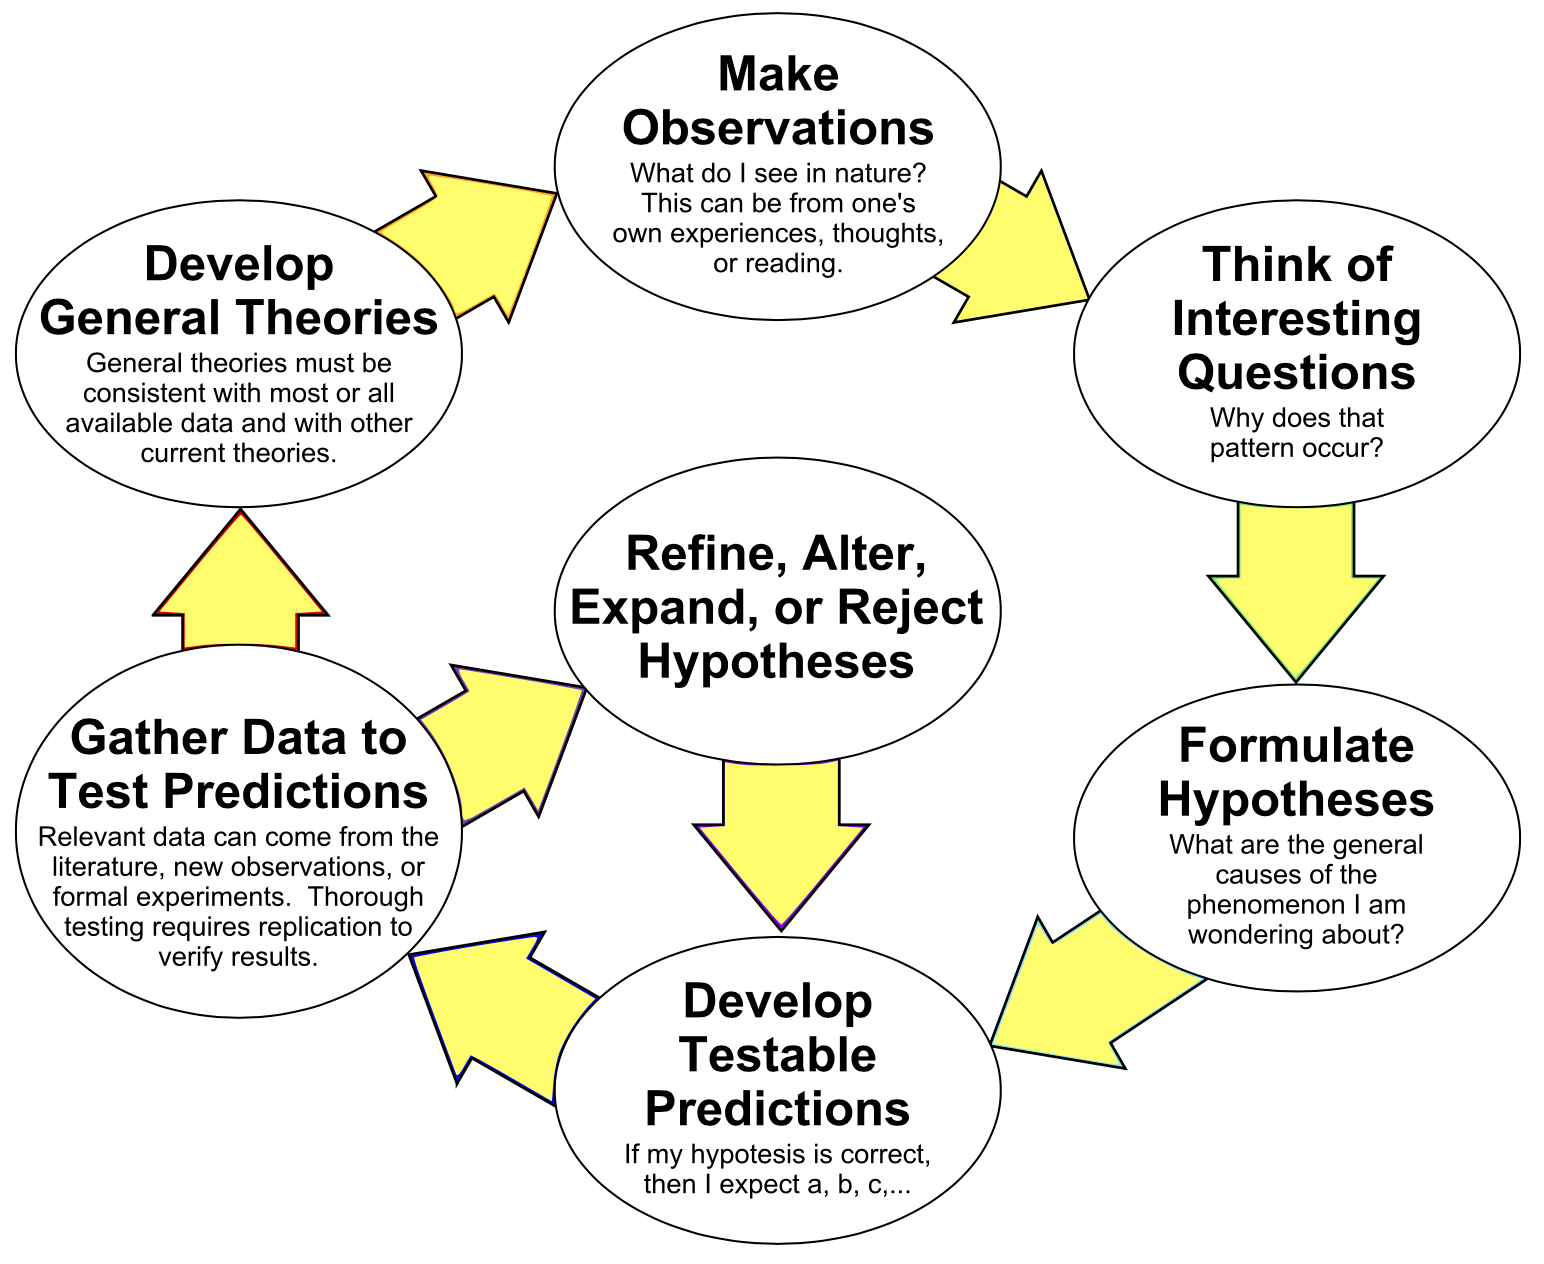 Make
Observations
What do I see in nature?
This can be from one's
own experiences, thoughts,
or reading.
Think of
Interesting
Questions
Why does that
pattern occur?
Formulate
Hypotheses
What are the general
causes of the
phenomenon I am
wondering about?
Develop
Testable
Predictions
If my hypotesis is correct,
then I expect a, b, c,...
Gather Data to
Test Predictions
Relevant data can come from the
literature, new observations, or
formal experiments.  Thorough
testing requires replication to
verify results.
Refine, Alter,
Expand, or Reject
Hypotheses
Develop
General Theories
General theories must be
consistent with most or all
available data and with other
current theories.